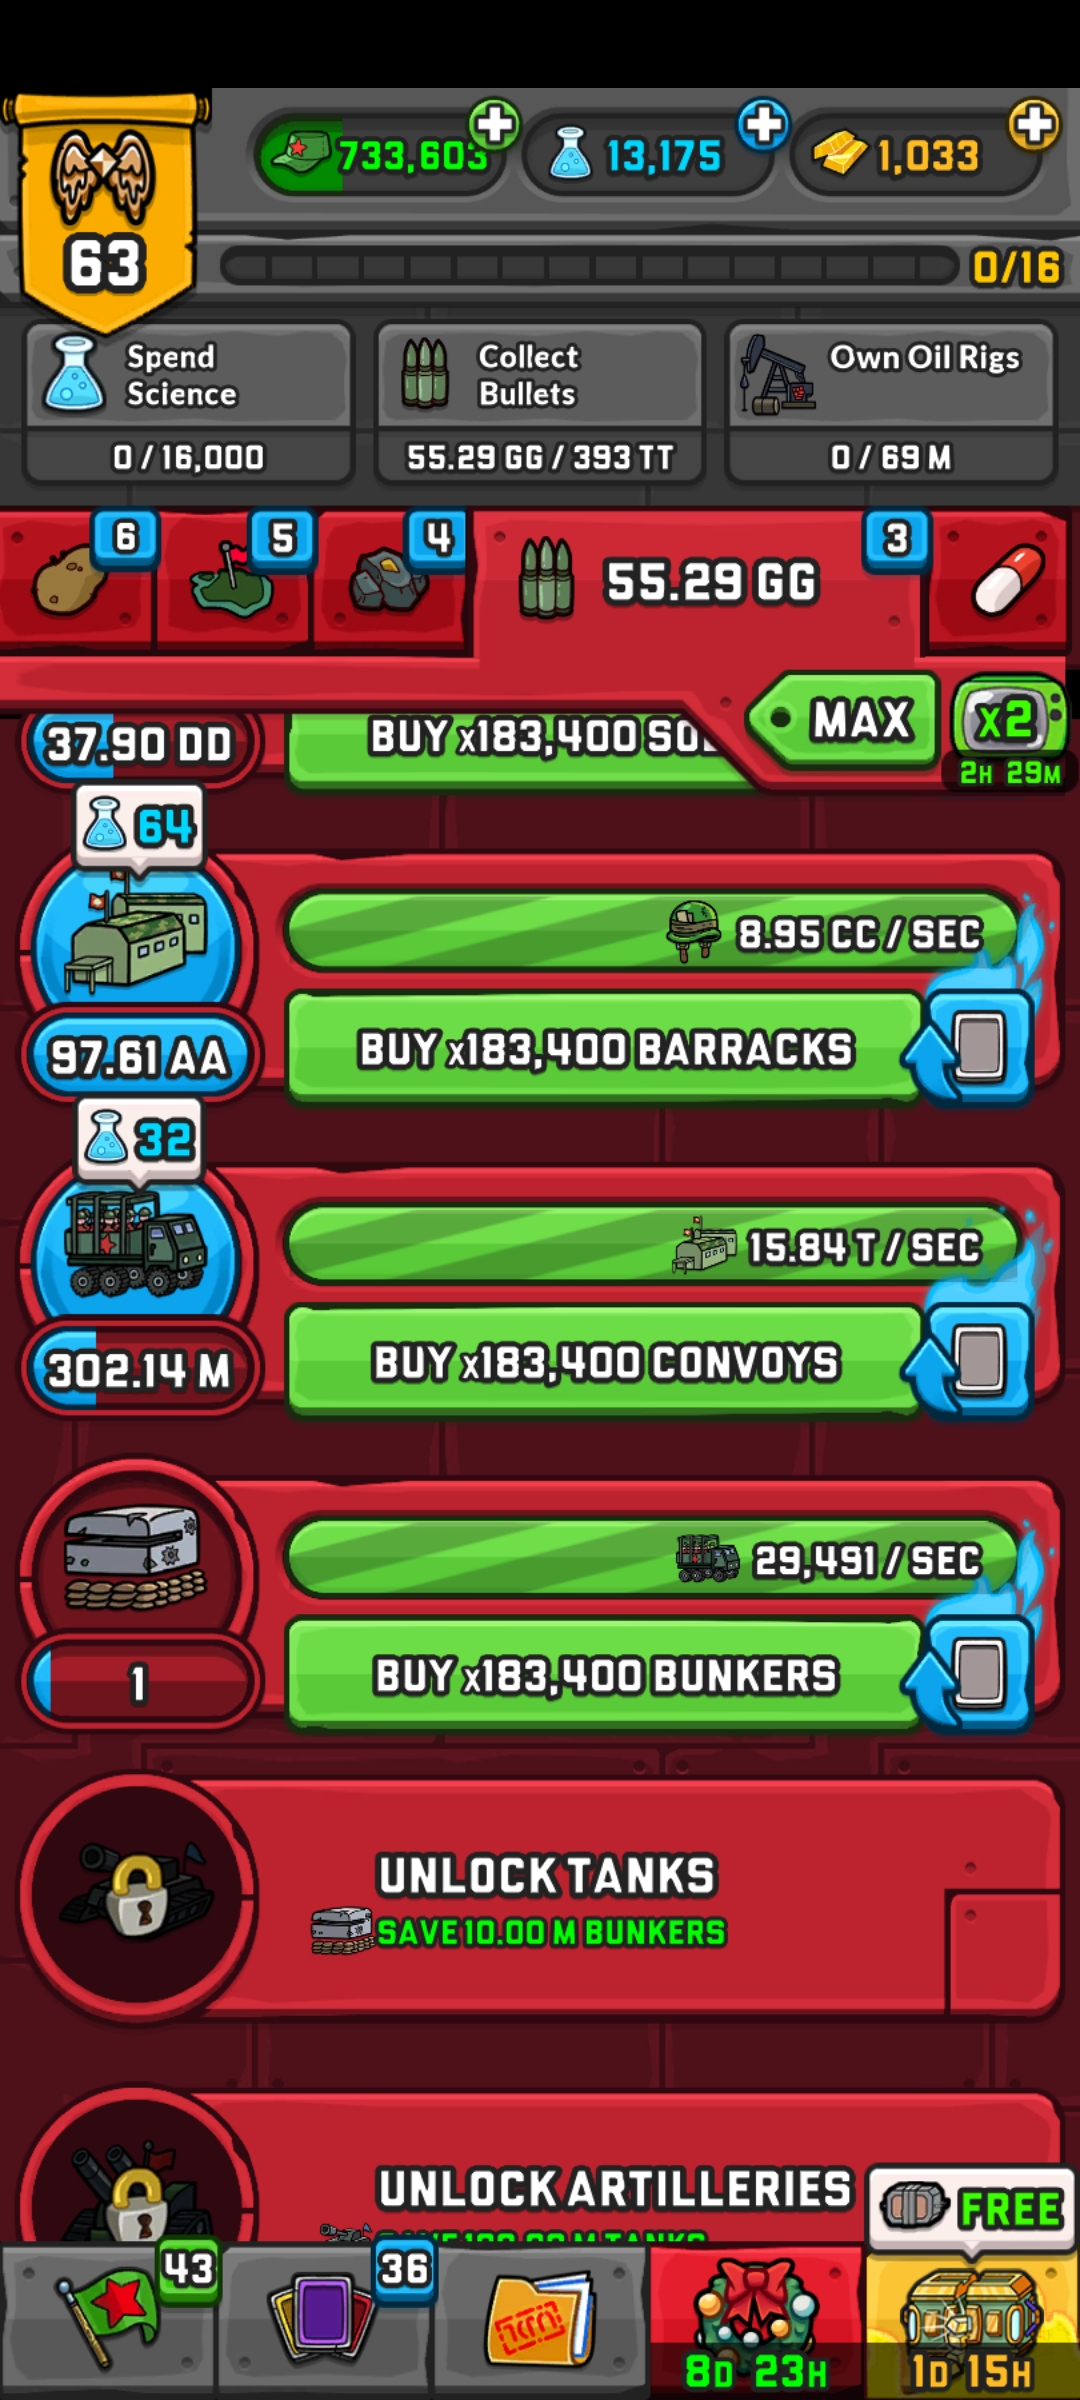 733,603
13,175
1,033
63
0/16
Spend
Science
0 / 16,000
Collect
Bullets
55.29 GG / 393 TT
Own Oil Rigs
0 / 69 M
6
5
4
55.29 GG
3
MAX
x2
2H 29M
37.90 DD
BUY x183,400
64
8.95 CC / SEC
97.61 AA
BUY x183,400 BARRACKS
32
15.84 T / SEC
302.14 M
BUY x183,400 CONVOYS
29,491 / SEC
1
BUY x183,400 BUNKERS
UNLOCK TANKS
SAVE 10.00 M BUNKERS
UNLOCK ARTILLERIES
FREE
43
36
8D 23H
1D 15H